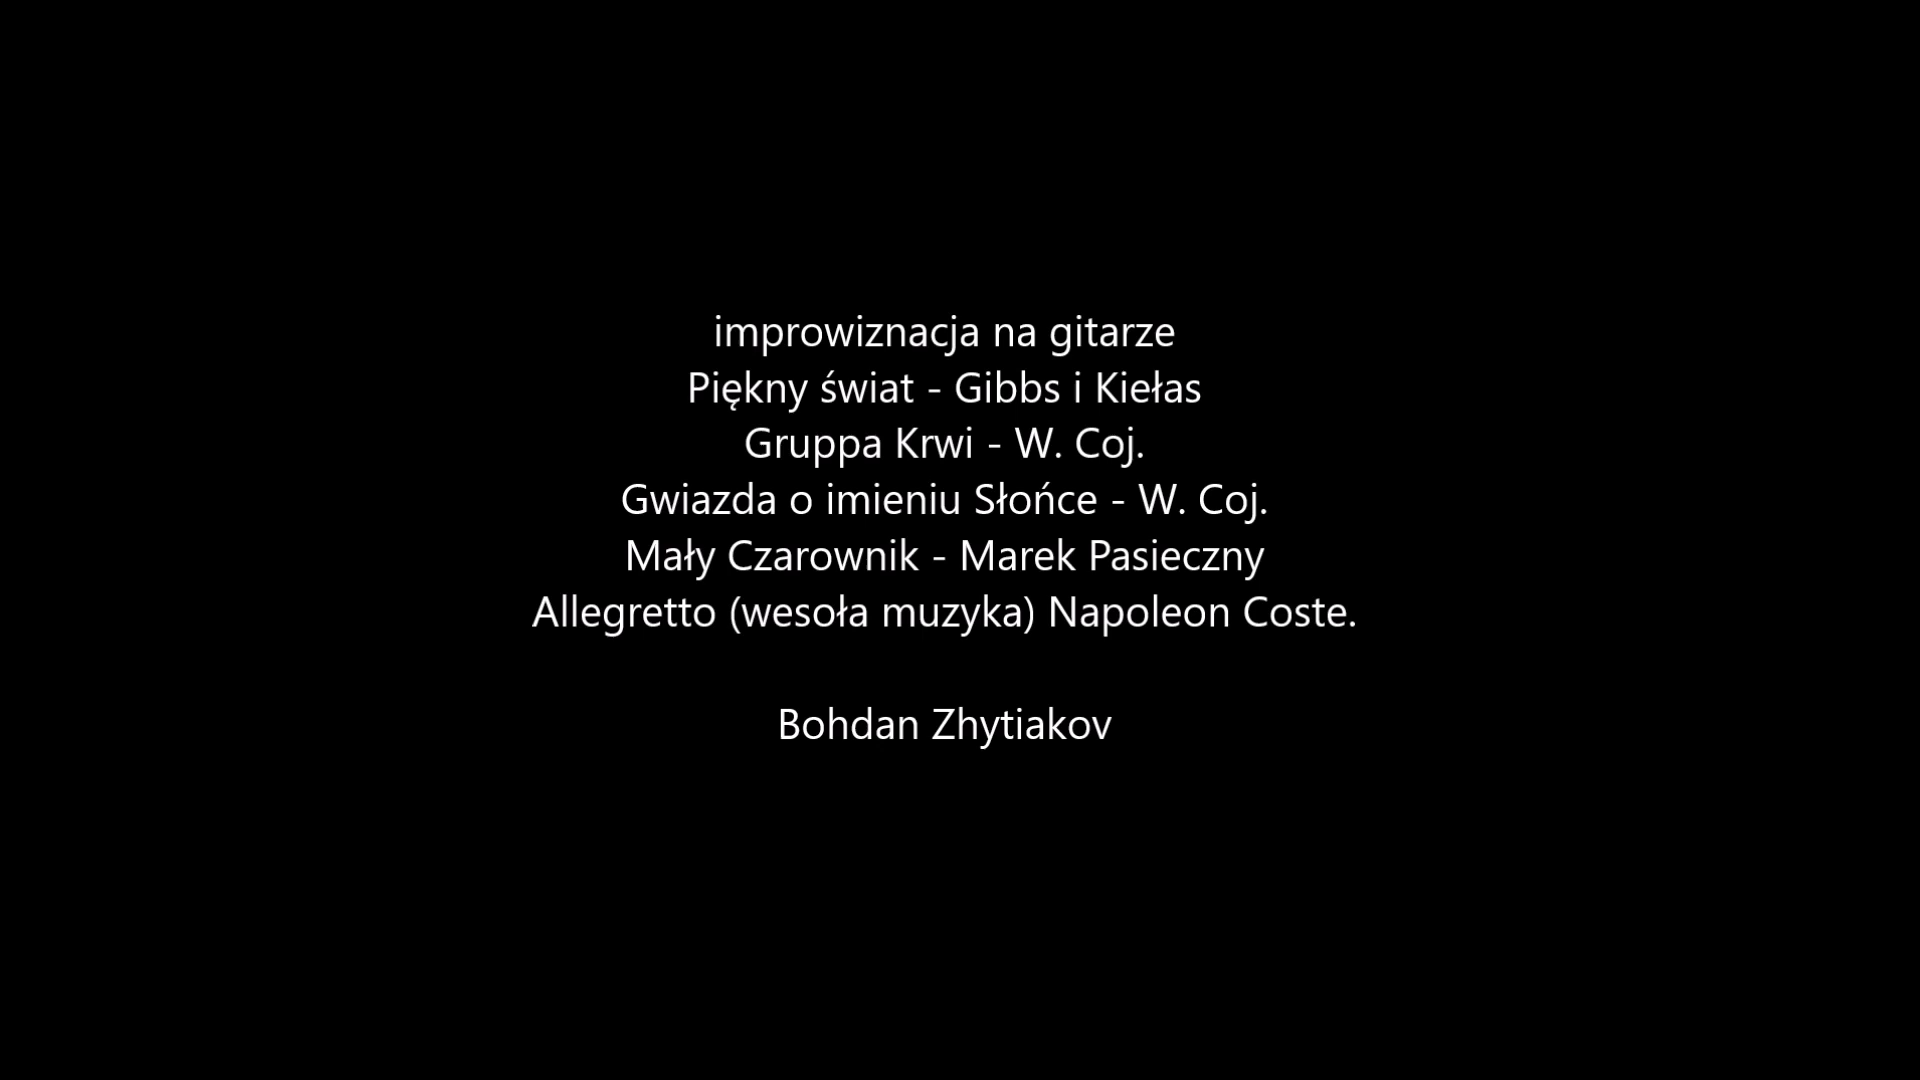 improwiznacja na gitarze
Piękny świat - Gibbs i Kiełas
Gruppa Krwi - W. Coj.
Gwiazda o imieniu Słońce - W. Coj.
Mały Czarownik - Marek Pasieczny
Allegretto (wesoła muzyka) Napoleon Coste.
Bohdan Zhytiakov